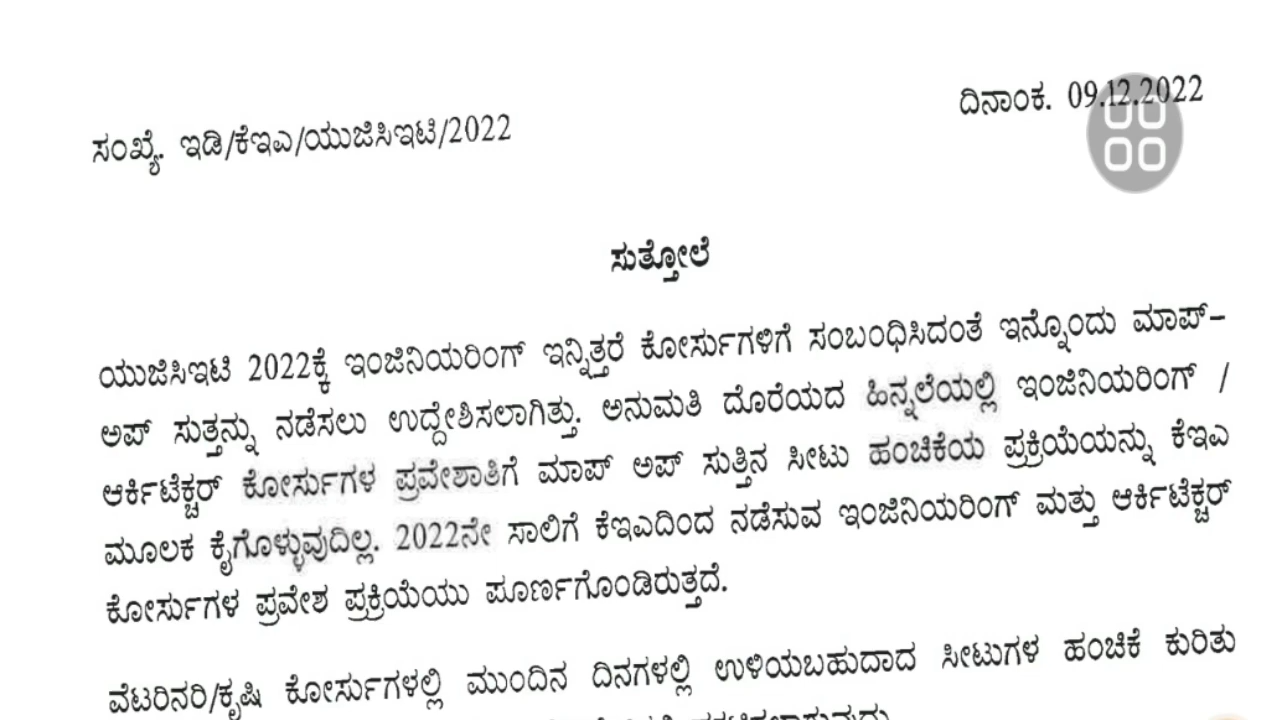 ಸಂಖ್ಯೆ. ಇಡಿ/ಕೆಇಎ/ಯುಜಿಸಿಇಟಿ/2022 ದಿನಾಂಕ. 09.12.2022
ಸುತ್ತೋಲೆ
ಯುಜಿಸಿಇಟಿ 2022ಕ್ಕೆ ಇಂಜಿನಿಯರಿಂಗ್ ಇನ್ನಿತ್ತರೆ ಕೋರ್ಸುಗಳಿಗೆ ಸಂಬಂಧಿಸಿದಂತೆ ಇನ್ನೊಂದು ಮಾಪ್–
ಅಪ್ ಸುತ್ತನ್ನು ನಡೆಸಲು ಉದ್ದೇಶಿಸಲಾಗಿತ್ತು. ಅನುಮತಿ ದೊರೆಯದ ಹಿನ್ನಲೆಯಲ್ಲಿ ಇಂಜಿನಿಯರಿಂಗ್ /
ಆರ್ಕಿಟೆಕ್ಚರ್ ಕೋರ್ಸುಗಳ ಪ್ರವೇಶಾತಿಗೆ ಮಾಪ್ ಅಪ್ ಸುತ್ತಿನ ಸೀಟು ಹಂಚಿಕೆಯ ಪ್ರಕ್ರಿಯೆಯನ್ನು ಕೆಇಎ
ಮೂಲಕ ಕೈಗೊಳ್ಳುವುದಿಲ್ಲ. 2022ನೇ ಸಾಲಿಗೆ ಕೆಇಎದಿಂದ ನಡೆಸುವ ಇಂಜಿನಿಯರಿಂಗ್ ಮತ್ತು ಆರ್ಕಿಟೆಕ್ಚರ್
ಕೋರ್ಸುಗಳ ಪ್ರವೇಶ ಪ್ರಕ್ರಿಯೆಯು ಪೂರ್ಣಗೊಂಡಿರುತ್ತದೆ.
ವೆಟರಿನರಿ/ಕೃಷಿ ಕೋರ್ಸುಗಳಲ್ಲಿ ಮುಂದಿನ ದಿನಗಳಲ್ಲಿ ಉಳಿಯಬಹುದಾದ ಸೀಟುಗಳ ಹಂಚಿಕೆ ಕುರಿತು